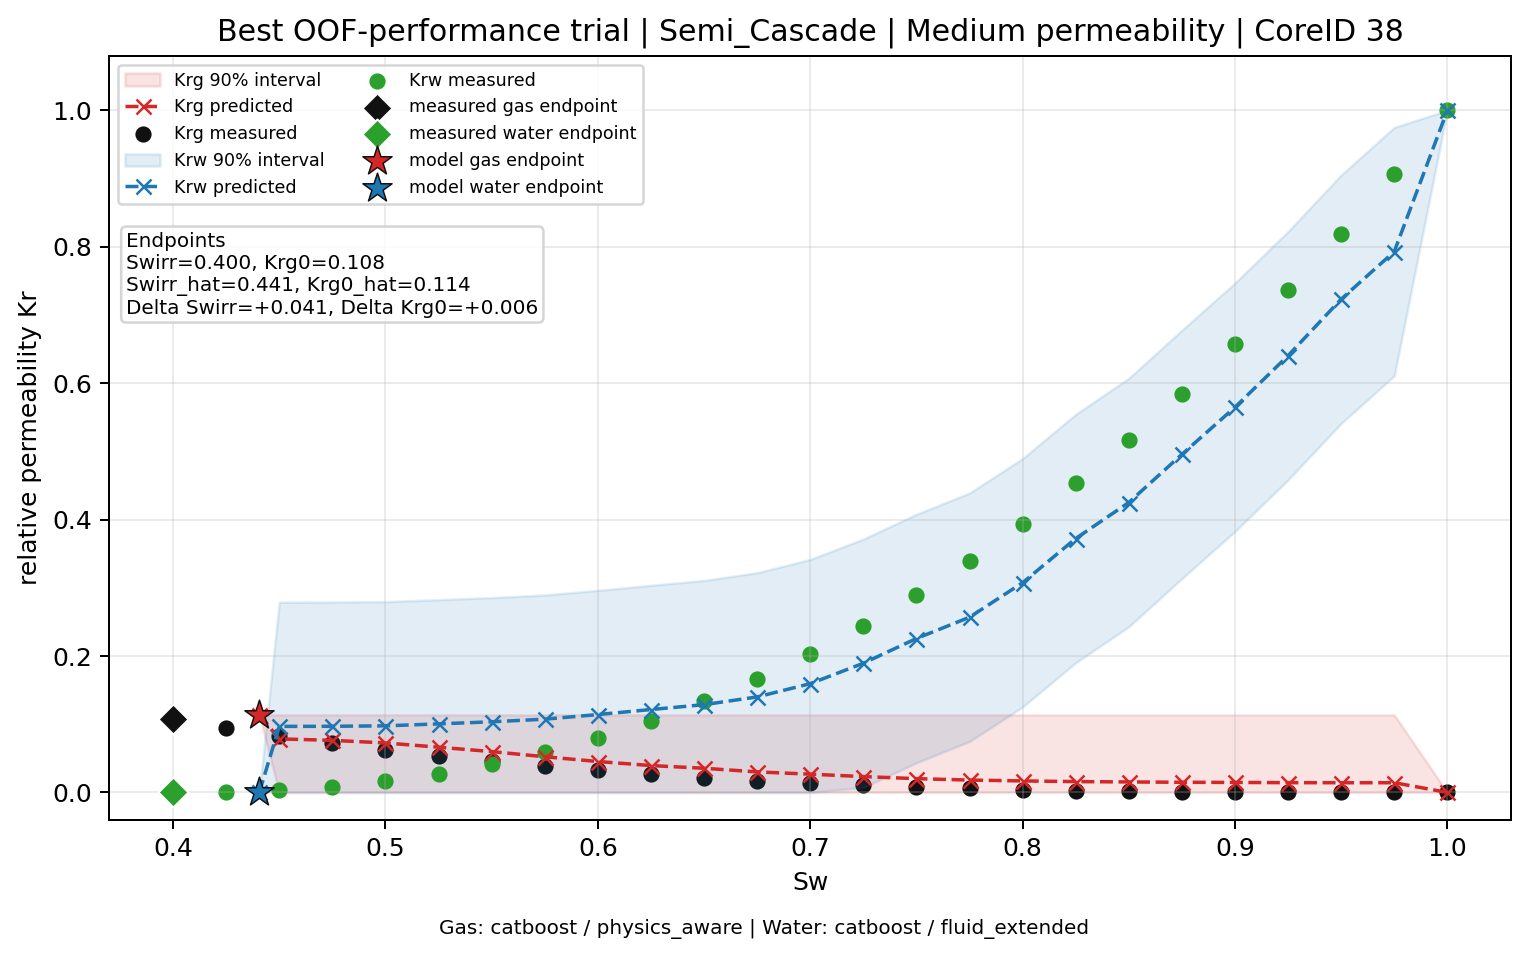 Best OOF-performance trial | Semi_Cascade | Medium permeability | CoreID 38
Krg 90% interval
Krg predicted
Krg measured
Krw 90% interval
Krw predicted
Krw measured
measured gas endpoint
measured water endpoint
model gas endpoint
model water endpoint
Endpoints
Swirr=0.400, Krg0=0.108
Swirr_hat=0.441, Krg0_hat=0.114
Delta Swirr=+0.041, Delta Krg0=+0.006
relative permeability Kr
1.0
0.8
0.6
0.4
0.2
0.0
0.4 0.5 0.6 0.7 0.8 0.9 1.0
Sw
Gas: catboost / physics_aware | Water: catboost / fluid_extended